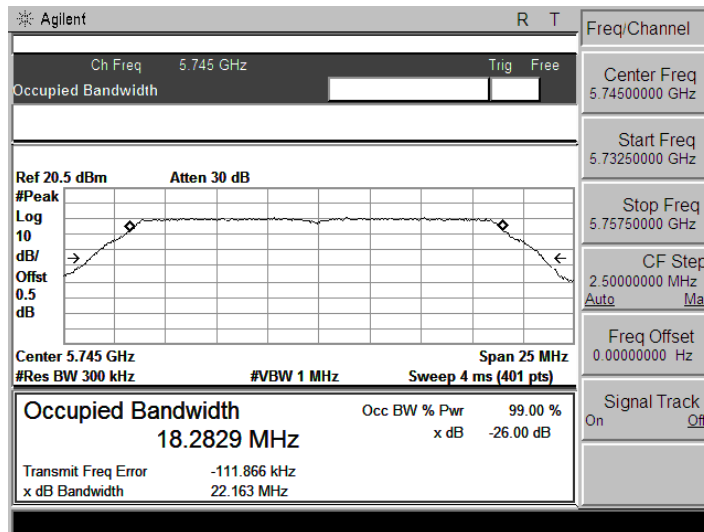 Agilent R T
Ch Freq 5.745 GHz Trig Free
Occupied Bandwidth
Ref 20.5 dBm Atten 30 dB
#Peak
Log
10
dB/
Offst
0.5
dB
Center 5.745 GHz Span 25 MHz
#Res BW 300 kHz #VBW 1 MHz Sweep 4 ms (401 pts)
Occupied Bandwidth
18.2829 MHz
Occ BW % Pwr 99.00 %
x dB -26.00 dB
Transmit Freq Error -111.866 kHz
x dB Bandwidth 22.163 MHz
Freq/Channel
Center Freq
5.74500000 GHz
Start Freq
5.73250000 GHz
Stop Freq
5.75750000 GHz
CF Step
2.50000000 MHz
Auto Ma
Freq Offset
0.00000000 Hz
Signal Track
On Off